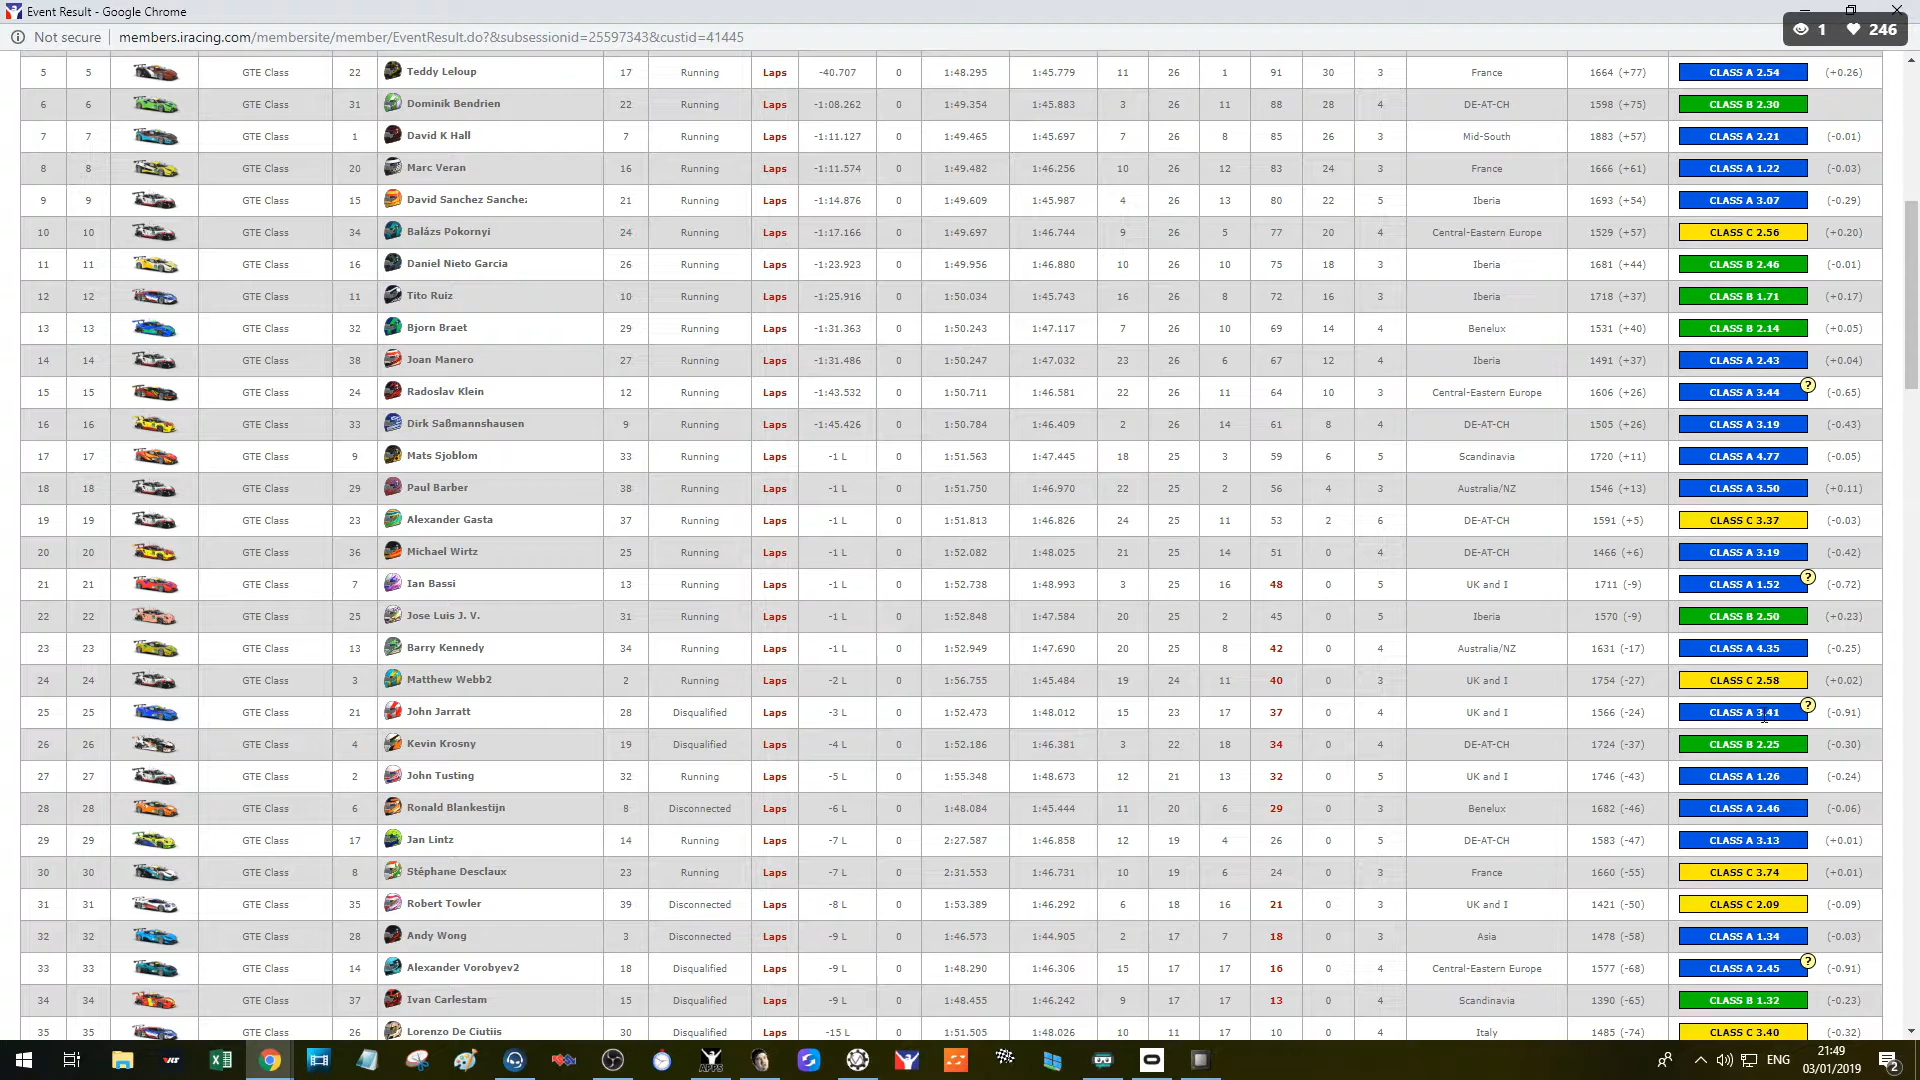 Event Result - Google Chrome
Not secure members.iracing.com/membersite/member/EventResult.do?&subsessionid=25597343&custid=41445
1 246
5 5 GTE Class 22 Teddy Leloup 17 Running Laps -40.707 0 1:48.295 1:45.779 11 26 1 91 30 3 France 1664 (+77) CLASS A 2.54 (+0.26)
6 6 GTE Class 31 Dominik Bendrien 22 Running Laps -1:08.262 0 1:49.354 1:45.883 3 26 11 88 28 4 DE-AT-CH 1598 (+75) CLASS B 2.30
7 7 GTE Class 1 David K Hall 7 Running Laps -1:11.127 0 1:49.465 1:45.697 7 26 8 85 26 3 Mid-South 1883 (+57) CLASS A 2.21 (-0.01)
8 8 GTE Class 20 Marc Veran 16 Running Laps -1:11.574 0 1:49.482 1:46.256 10 26 12 83 24 3 France 1666 (+61) CLASS A 1.22 (-0.03)
9 9 GTE Class 15 David Sanchez Sanchez 21 Running Laps -1:14.876 0 1:49.609 1:45.987 4 26 13 80 22 5 Iberia 1693 (+54) CLASS A 3.07 (-0.29)
10 10 GTE Class 34 Balázs Pokornyi 24 Running Laps -1:17.166 0 1:49.697 1:46.744 9 26 5 77 20 4 Central-Eastern Europe 1529 (+57) CLASS C 2.56 (+0.20)
11 11 GTE Class 16 Daniel Nieto Garcia 26 Running Laps -1:23.923 0 1:49.956 1:46.880 10 26 10 75 18 3 Iberia 1681 (+44) CLASS B 2.46 (-0.01)
12 12 GTE Class 11 Tito Ruiz 10 Running Laps -1:25.916 0 1:50.034 1:45.743 16 26 8 72 16 3 Iberia 1718 (+37) CLASS B 1.71 (+0.17)
13 13 GTE Class 32 Bjorn Braet 29 Running Laps -1:31.363 0 1:50.243 1:47.117 7 26 10 69 14 4 Benelux 1531 (+40) CLASS B 2.14 (+0.05)
14 14 GTE Class 38 Joan Manero 27 Running Laps -1:31.486 0 1:50.247 1:47.032 23 26 6 67 12 4 Iberia 1491 (+37) CLASS A 2.43 (+0.04)
15 15 GTE Class 24 Radoslav Klein 12 Running Laps -1:43.532 0 1:50.711 1:46.581 22 26 11 64 10 3 Central-Eastern Europe 1606 (+26) CLASS A 3.44 ? (-0.65)
16 16 GTE Class 33 Dirk Saßmannshausen 9 Running Laps -1:45.426 0 1:50.784 1:46.409 2 26 14 61 8 4 DE-AT-CH 1505 (+26) CLASS A 3.19 (-0.43)
17 17 GTE Class 9 Mats Sjoblom 33 Running Laps -1 L 0 1:51.563 1:47.445 18 25 3 59 6 5 Scandinavia 1720 (+11) CLASS A 4.77 (-0.05)
18 18 GTE Class 29 Paul Barber 38 Running Laps -1 L 0 1:51.750 1:46.970 22 25 2 56 4 3 Australia/NZ 1546 (+13) CLASS A 3.50 (+0.11)
19 19 GTE Class 23 Alexander Gasta 37 Running Laps -1 L 0 1:51.813 1:46.826 24 25 11 53 2 6 DE-AT-CH 1591 (+5) CLASS C 3.37 (-0.03)
20 20 GTE Class 36 Michael Wirtz 25 Running Laps -1 L 0 1:52.082 1:48.025 21 25 14 51 0 4 DE-AT-CH 1466 (+6) CLASS A 3.19 (-0.42)
21 21 GTE Class 7 Ian Bassi 13 Running Laps -1 L 0 1:52.738 1:48.993 3 25 16 48 0 5 UK and I 1711 (-9) CLASS A 1.52 ? (-0.72)
22 22 GTE Class 25 Jose Luis J. V. 31 Running Laps -1 L 0 1:52.848 1:47.584 20 25 2 45 0 5 Iberia 1570 (-9) CLASS B 2.50 (+0.23)
23 23 GTE Class 13 Barry Kennedy 34 Running Laps -1 L 0 1:52.949 1:47.690 20 25 8 42 0 4 Australia/NZ 1631 (-17) CLASS A 4.35 (-0.25)
24 24 GTE Class 3 Matthew Webb2 2 Running Laps -2 L 0 1:56.755 1:45.484 19 24 11 40 0 3 UK and I 1754 (-27) CLASS C 2.58 (+0.02)
25 25 GTE Class 21 John Jarratt 28 Disqualified Laps -3 L 0 1:52.473 1:48.012 15 23 17 37 0 4 UK and I 1566 (-24) CLASS A 3.41 ? (-0.91)
26 26 GTE Class 4 Kevin Krosny 19 Disqualified Laps -4 L 0 1:52.186 1:46.381 3 22 18 34 0 4 DE-AT-CH 1724 (-37) CLASS B 2.25 (-0.30)
27 27 GTE Class 2 John Tusting 32 Running Laps -5 L 0 1:55.348 1:48.673 12 21 13 32 0 5 UK and I 1746 (-43) CLASS A 1.26 (-0.24)
28 28 GTE Class 6 Ronald Blankestijn 8 Disconnected Laps -6 L 0 1:48.084 1:45.444 11 20 6 29 0 3 Benelux 1682 (-46) CLASS A 2.46 (-0.06)
29 29 GTE Class 17 Jan Lintz 14 Running Laps -7 L 0 2:27.587 1:46.858 12 19 4 26 0 5 DE-AT-CH 1583 (-47) CLASS A 3.13 (+0.01)
30 30 GTE Class 8 Stéphane Desclaux 23 Running Laps -7 L 0 2:31.553 1:46.731 10 19 6 24 0 3 France 1660 (-55) CLASS C 3.74 (+0.01)
31 31 GTE Class 35 Robert Towler 39 Disconnected Laps -8 L 0 1:53.389 1:46.292 6 18 16 21 0 3 UK and I 1421 (-50) CLASS C 2.09 (-0.09)
32 32 GTE Class 28 Andy Wong 3 Disconnected Laps -9 L 0 1:46.573 1:44.905 2 17 7 18 0 3 Asia 1478 (-58) CLASS A 1.34 (-0.03)
33 33 GTE Class 14 Alexander Vorobyev2 18 Disqualified Laps -9 L 0 1:48.290 1:46.306 15 17 17 16 0 4 Central-Eastern Europe 1577 (-68) CLASS A 2.45 ? (-0.91)
34 34 GTE Class 37 Ivan Carlestam 15 Disqualified Laps -9 L 0 1:48.455 1:46.242 9 17 17 13 0 4 Scandinavia 1390 (-65) CLASS B 1.32 (-0.23)
35 35 GTE Class 26 Lorenzo De Ciutiis 30 Disqualified Laps -15 L 0 1:51.505 1:48.026 10 11 17 10 0 4 Italy 1485 (-74) CLASS C 3.40 (-0.32)
APPS
ENG
21:49
03/01/2019
2